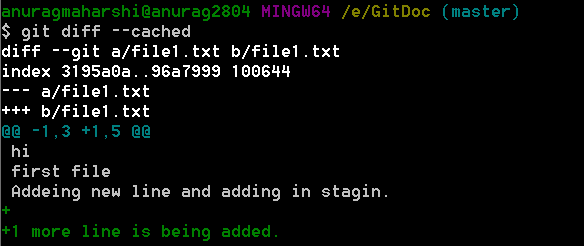 anuragmaharshi@anurag2804 MINGW64 /e/GitDoc (master)
$ git diff --cached
diff --git a/file1.txt b/file1.txt
index 3195a0a..96a7999 100644
--- a/file1.txt
+++ b/file1.txt
@@ -1,3 +1,5 @@
 hi
 first file
 Addeing new line and adding in stagin.
+
+1 more line is being added.